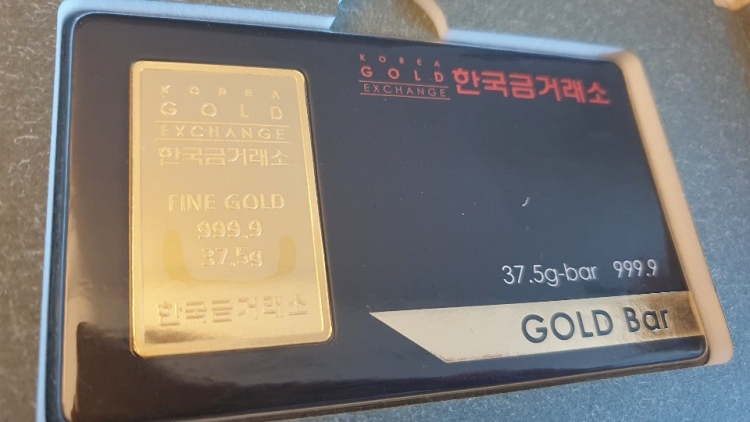 KOREA
GOLD
EXCHANGE
한국금거래소
FINE GOLD
999.9
37.5g
한국금거래소
KOREA
GOLD
EXCHANGE
한국금거래소
37.5g-bar 999.9
GOLD Bar